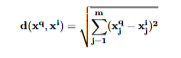 d(x^q, x^i) = √(∑_{j=1}^{m} (x_j^q − x_j^i)²)